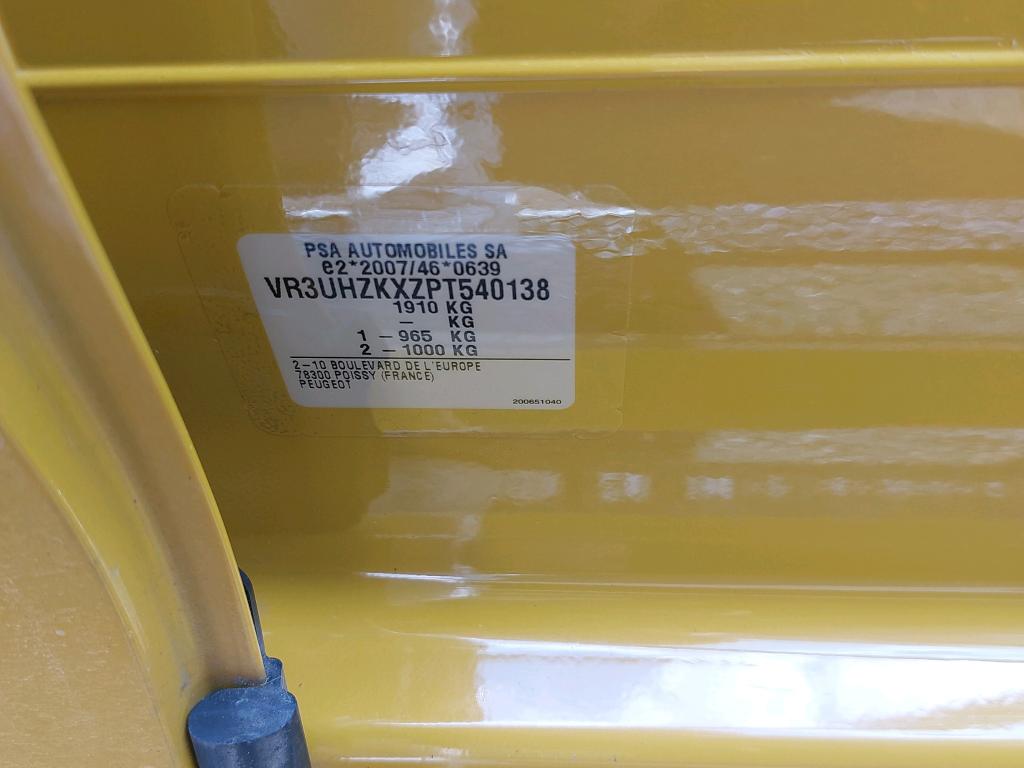 PSA AUTOMOBILES SA
e2*2007/46*0639
VR3UHZKXZPT540138
1910 KG
– KG
1 – 965 KG
2 – 1000 KG
2–10 BOULEVARD DE L'EUROPE
78300 POISSY (FRANCE)
PEUGEOT
200651040